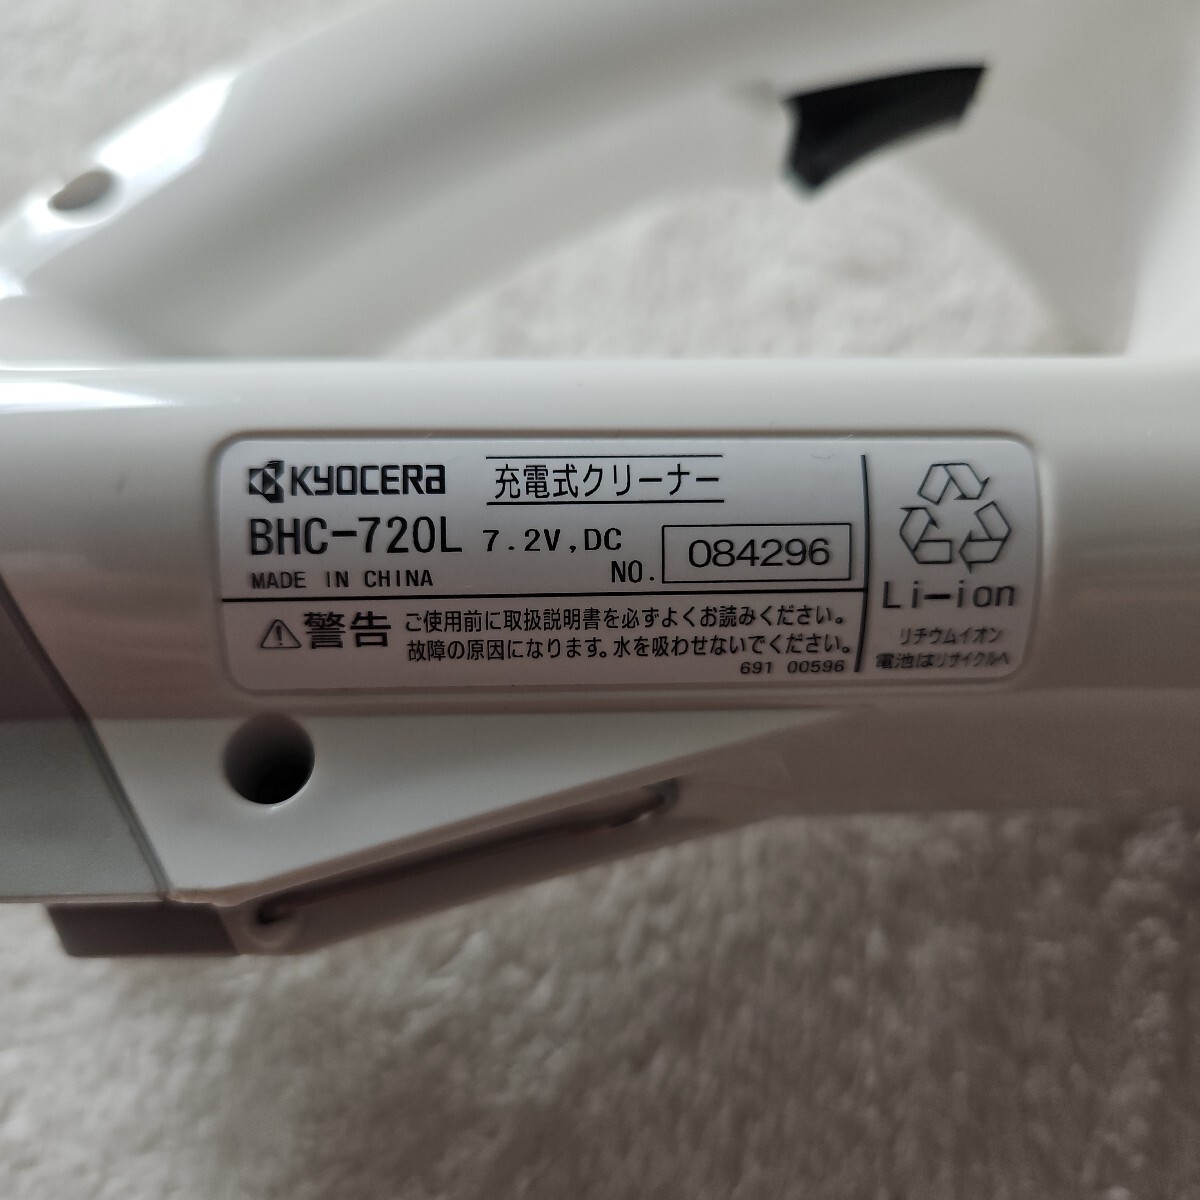 KYOCERA 充電式クリーナー
BHC-720L 7.2V,DC
MADE IN CHINA NO. 084296
警告 ご使用前に取扱説明書を必ずよくお読みください。
故障の原因になります。水を吸わせないでください。
691 00596
Li-ion
リチウムイオン
電池はリサイクルへ